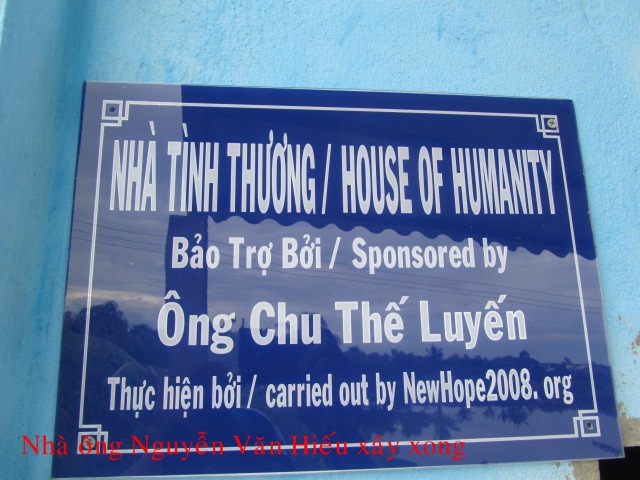 NHÀ TÌNH THƯƠNG / HOUSE OF HUMANITY
Bảo Trợ Bởi / Sponsored by
Ông Chu Thế Luyến
Thực hiện bởi / carried out by NewHope2008. org
Nhà ông Nguyễn Văn Hiếu xây xong